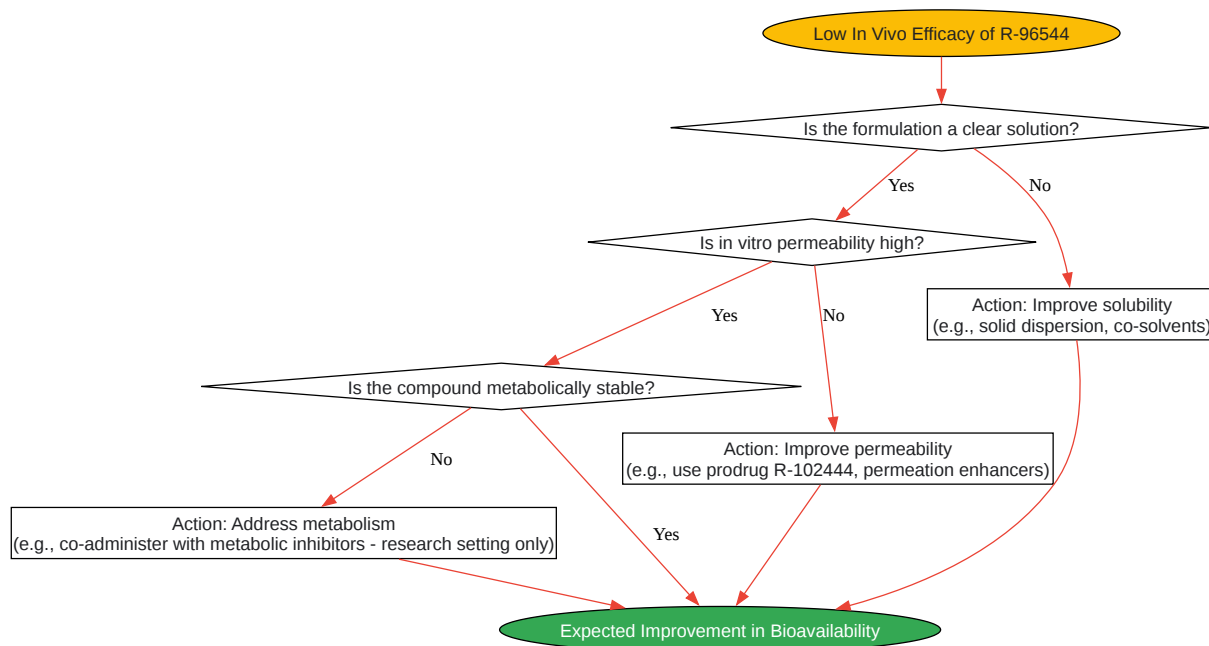 Low In Vivo Efficacy of R-96544
Is the formulation a clear solution?
Yes
No
Is in vitro permeability high?
Action: Improve solubility
(e.g., solid dispersion, co-solvents)
Yes
No
Is the compound metabolically stable?
Action: Improve permeability
(e.g., use prodrug R-102444, permeation enhancers)
No
Yes
Action: Address metabolism
(e.g., co-administer with metabolic inhibitors - research setting only)
Expected Improvement in Bioavailability